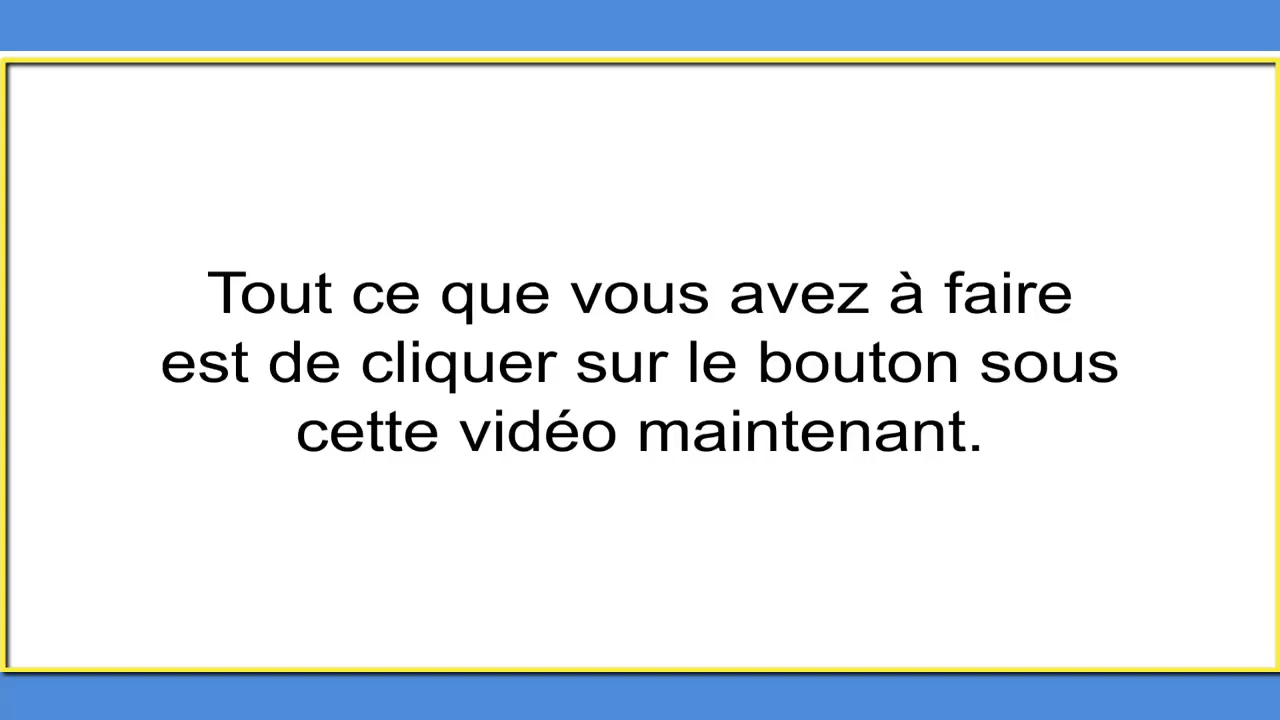 Tout ce que vous avez à faire
est de cliquer sur le bouton sous
cette vidéo maintenant.